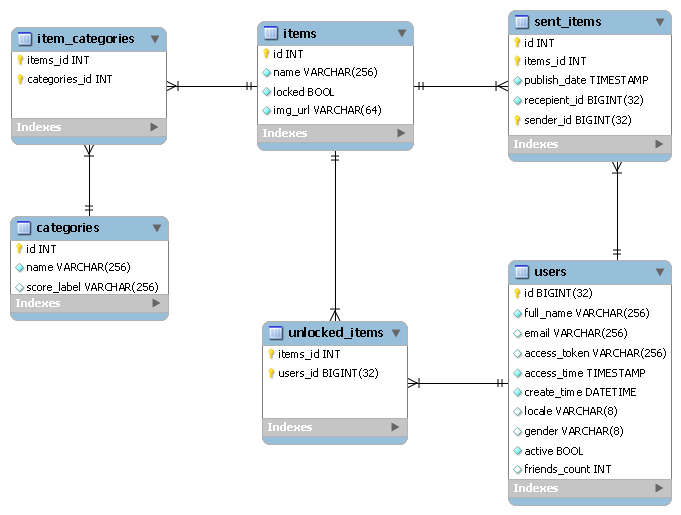 item_categories
items_id INT
categories_id INT
Indexes
items
id INT
name VARCHAR(256)
locked BOOL
img_url VARCHAR(64)
Indexes
sent_items
id INT
items_id INT
publish_date TIMESTAMP
recepient_id BIGINT(32)
sender_id BIGINT(32)
Indexes
categories
id INT
name VARCHAR(256)
score_label VARCHAR(256)
Indexes
unlocked_items
items_id INT
users_id BIGINT(32)
Indexes
users
id BIGINT(32)
full_name VARCHAR(256)
email VARCHAR(256)
access_token VARCHAR(256)
access_time TIMESTAMP
create_time DATETIME
locale VARCHAR(8)
gender VARCHAR(8)
active BOOL
friends_count INT
Indexes